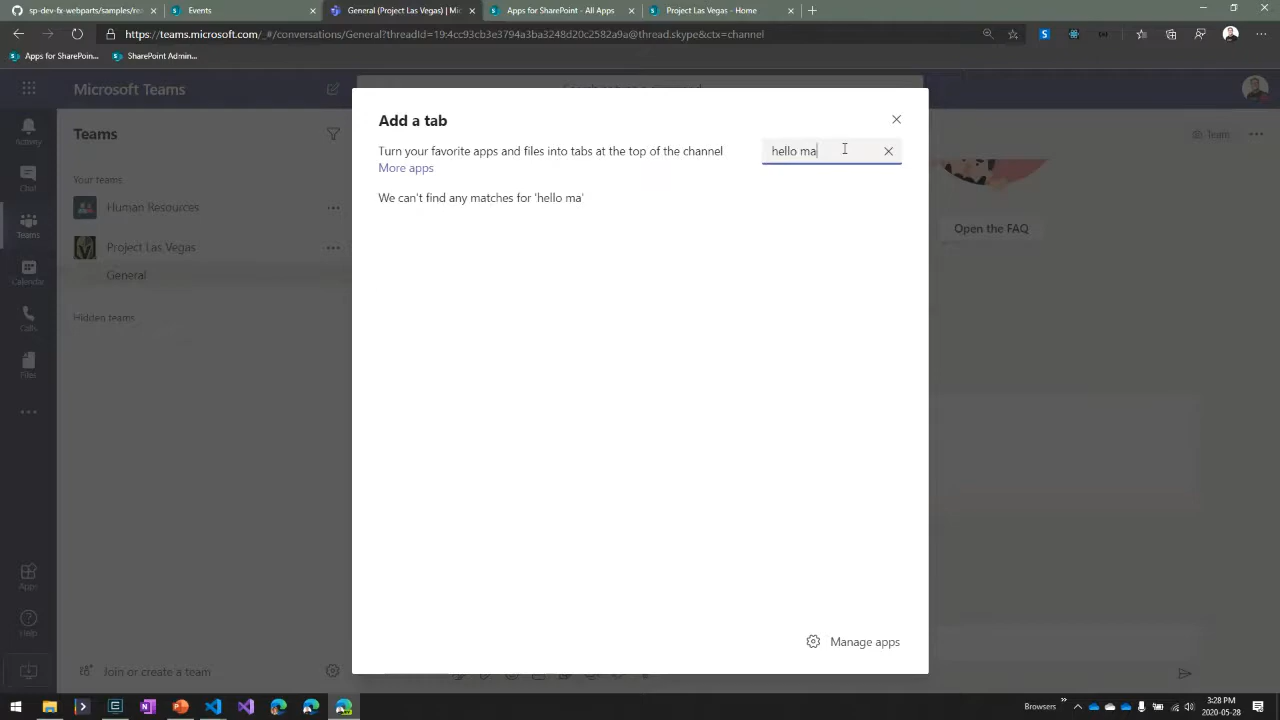 sp-dev-kit-webparts/samples/re
Events
General (Project Las Vegas) | Mic
Apps for SharePoint - All Apps
Project Las Vegas - Home
https://teams.microsoft.com/_#/conversations/General?threadId=19:4cc93cb3e3794a3ba3248d20c2582a9a@thread.skype&ctx=channel
Apps for SharePoin...
SharePoint admin c...
Microsoft Teams
Add a tab
Activity
Teams
hello ma
Team
Turn your favorite apps and files into tabs at the top of the channel
More apps
Chat
Your teams
We can't find any matches for 'hello ma'
Human Resources
Teams
Open the FAQ
Project Las Vegas
General
Calendar
Hidden teams
Calls
Files
Apps
Help
Manage apps
Join or create a team
Browsers
3:28 PM
2020-05-28